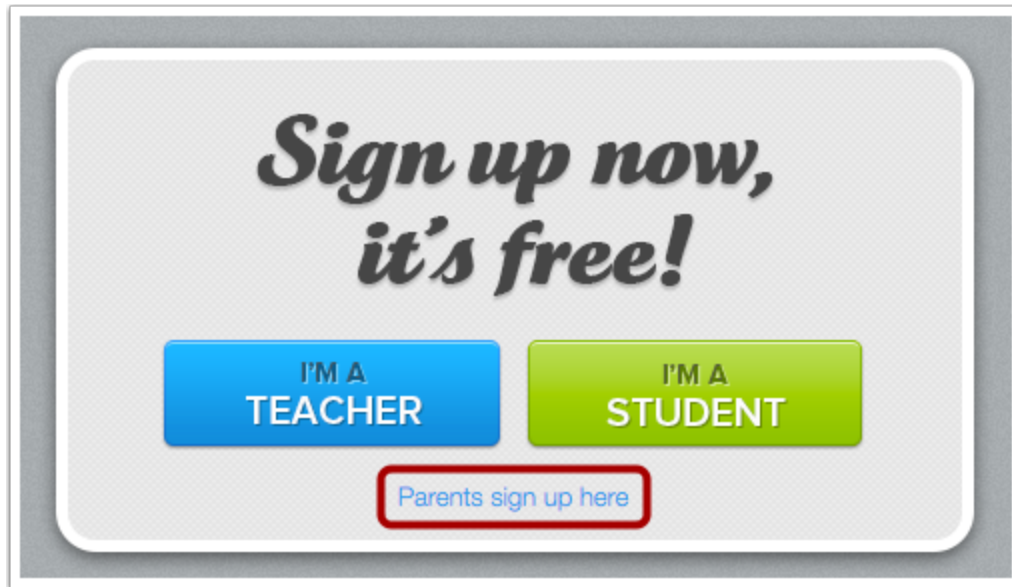 Sign up now,
it's free!
I'M A
TEACHER
I'M A
STUDENT
Parents sign up here